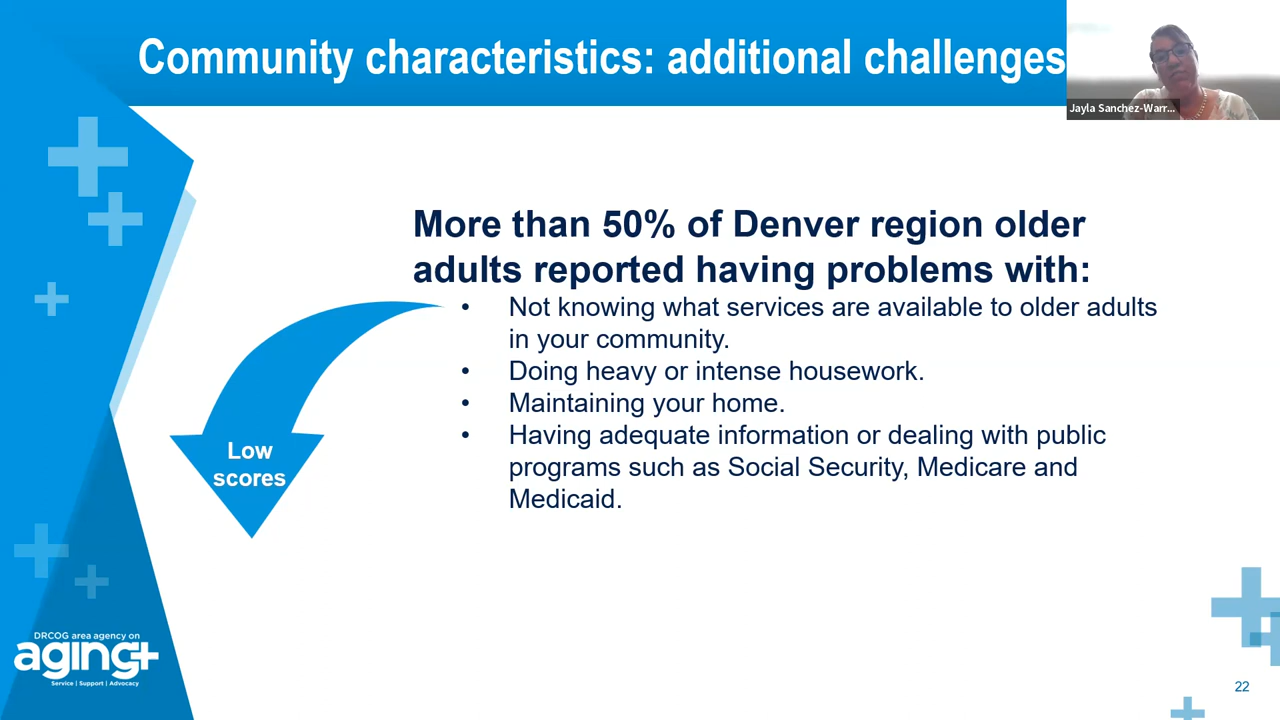 Community characteristics: additional challenges
Jayla Sanchez-Warr...
More than 50% of Denver region older
adults reported having problems with:
• Not knowing what services are available to older adults
in your community.
• Doing heavy or intense housework.
• Maintaining your home.
• Having adequate information or dealing with public
programs such as Social Security, Medicare and
Medicaid.
Low
scores
DRCOG area agency on
aging+
Service | Support | Advocacy
22